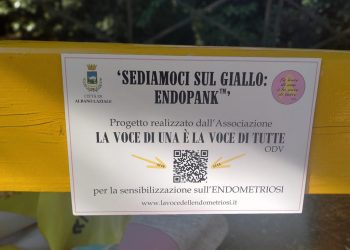 'SEDIAMOCI SUL GIALLO:
ENDOPANK™'
CITTÀ DI
ALBANO LAZIALE
Progetto realizzato dall'Associazione
LA VOCE DI UNA È LA VOCE DI TUTTE
ODV
per la sensibilizzazione sull'ENDOMETRIOSI
www.lavocedellendometriosi.it